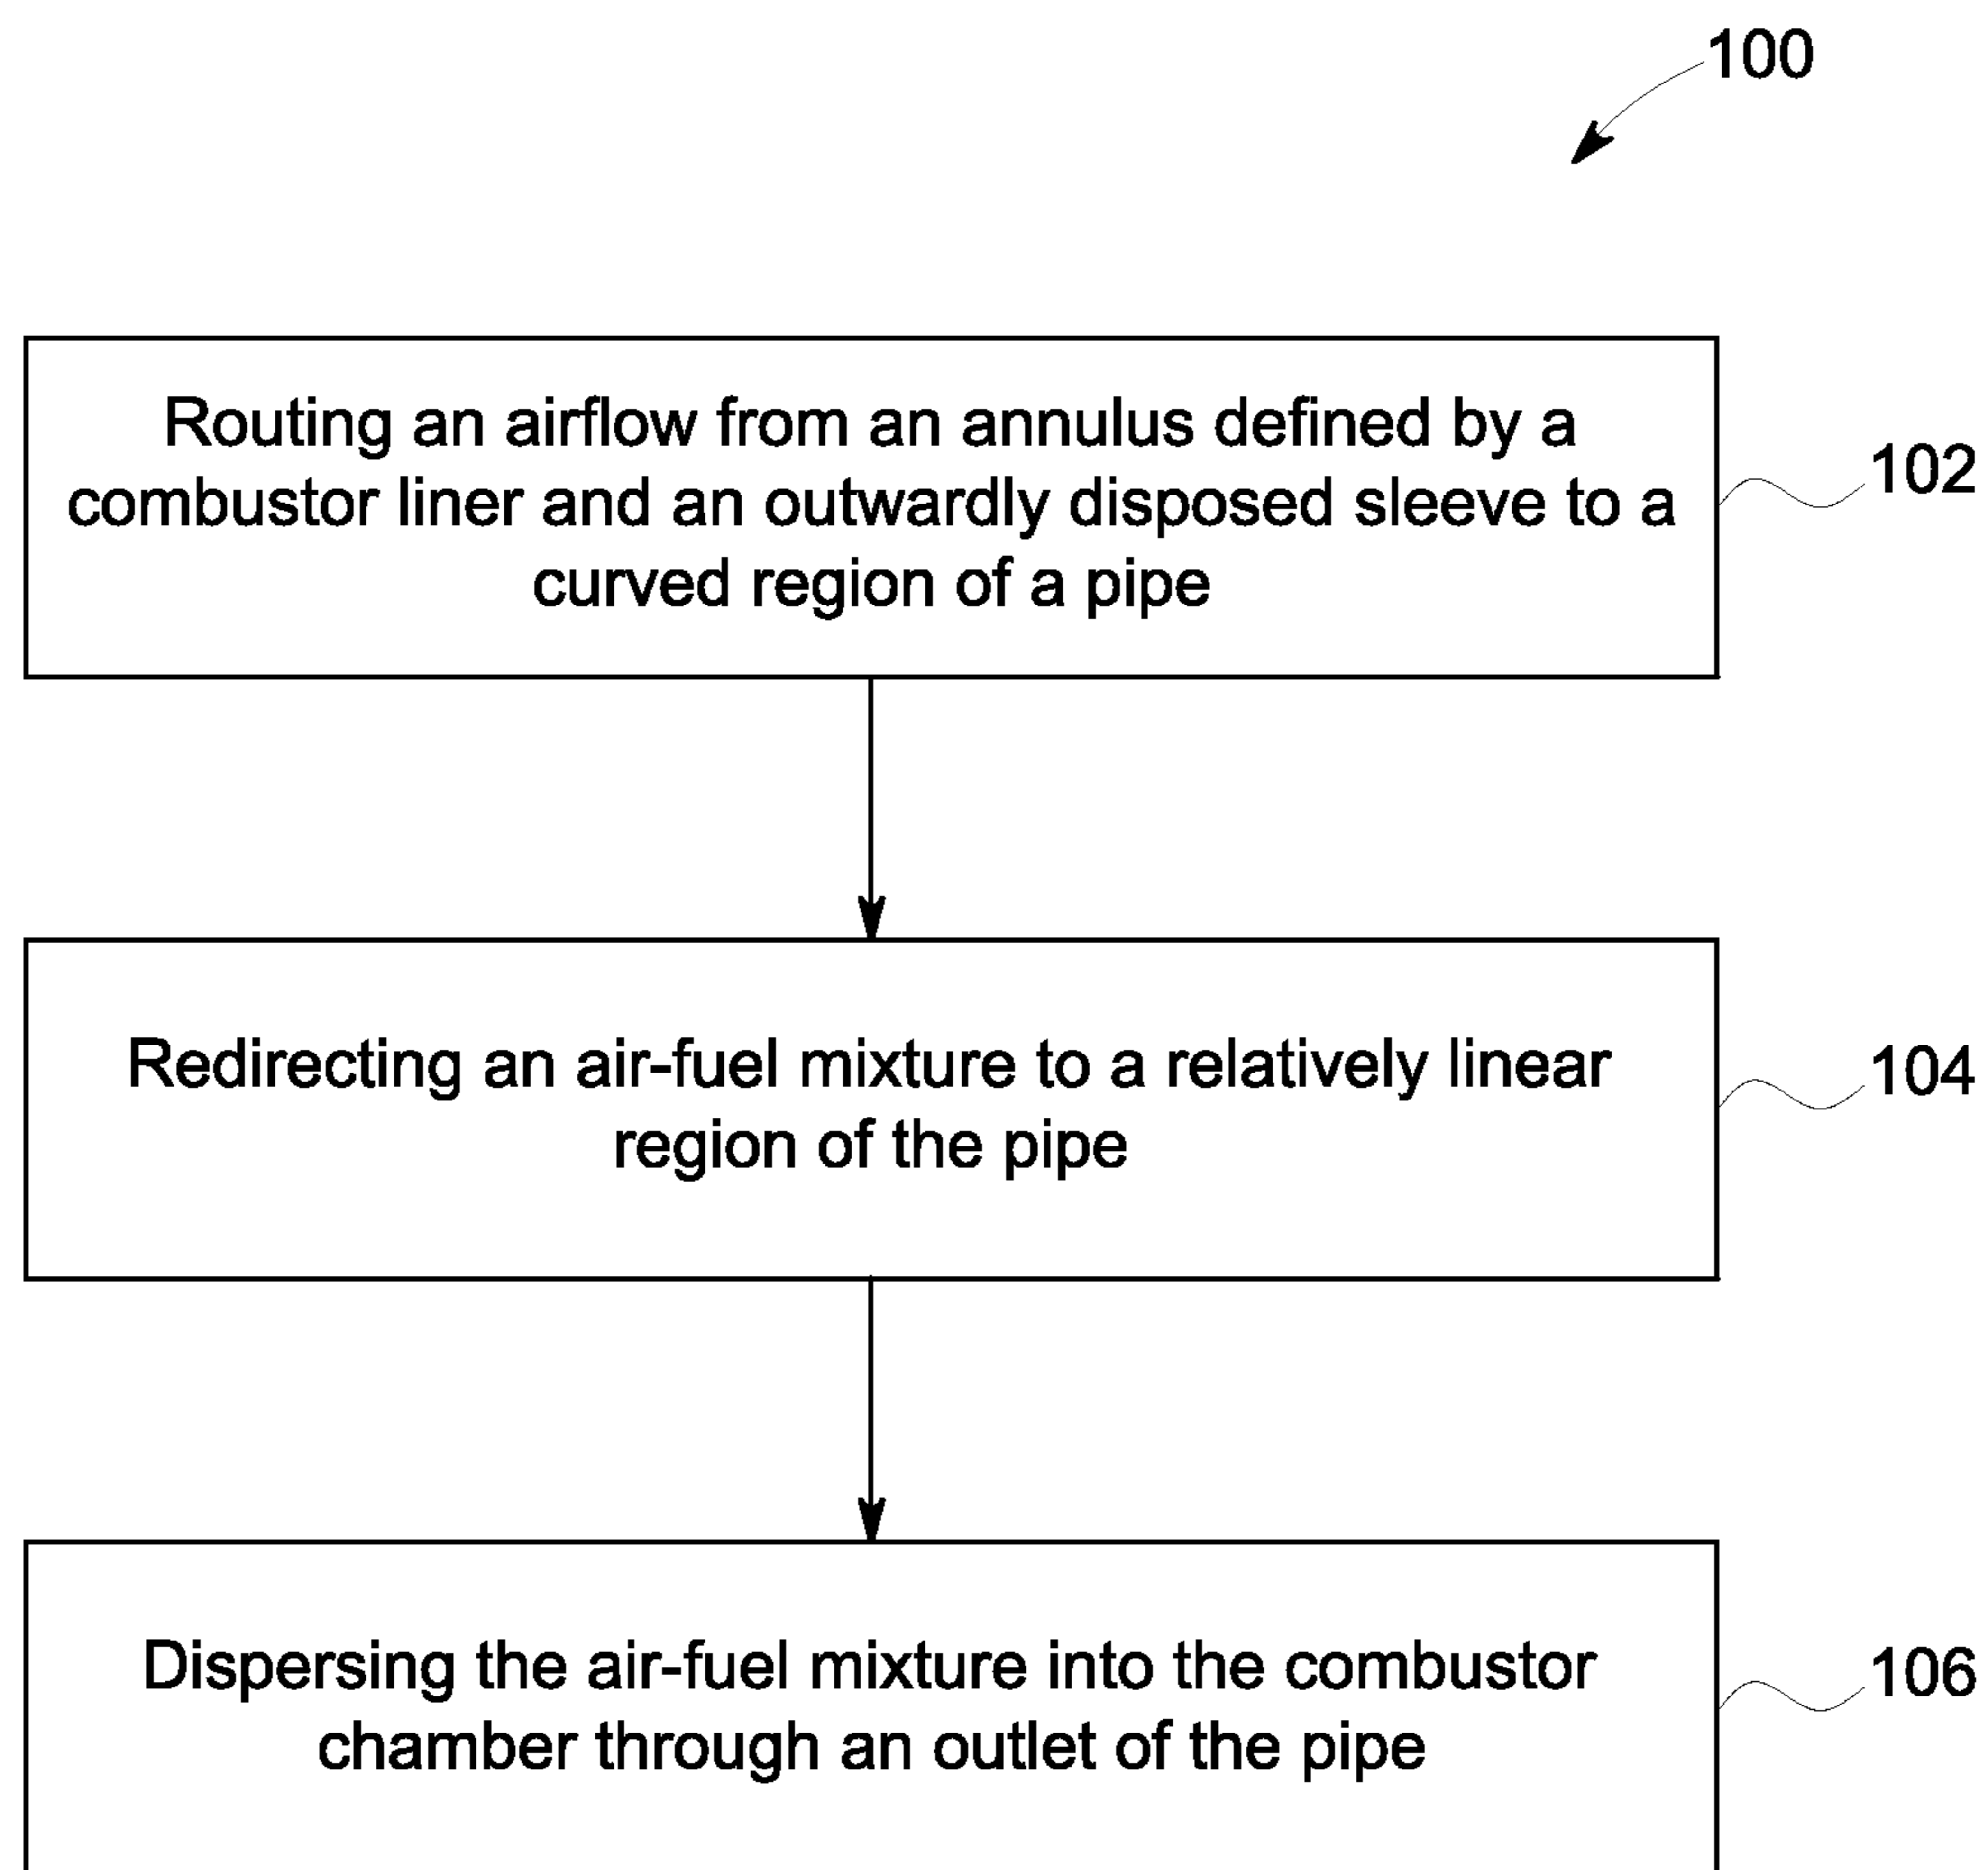 100
Routing an airflow from an annulus defined by a
combustor liner and an outwardly disposed sleeve to a
curved region of a pipe
102
Redirecting an air-fuel mixture to a relatively linear
region of the pipe
104
Dispersing the air-fuel mixture into the combustor
chamber through an outlet of the pipe
106